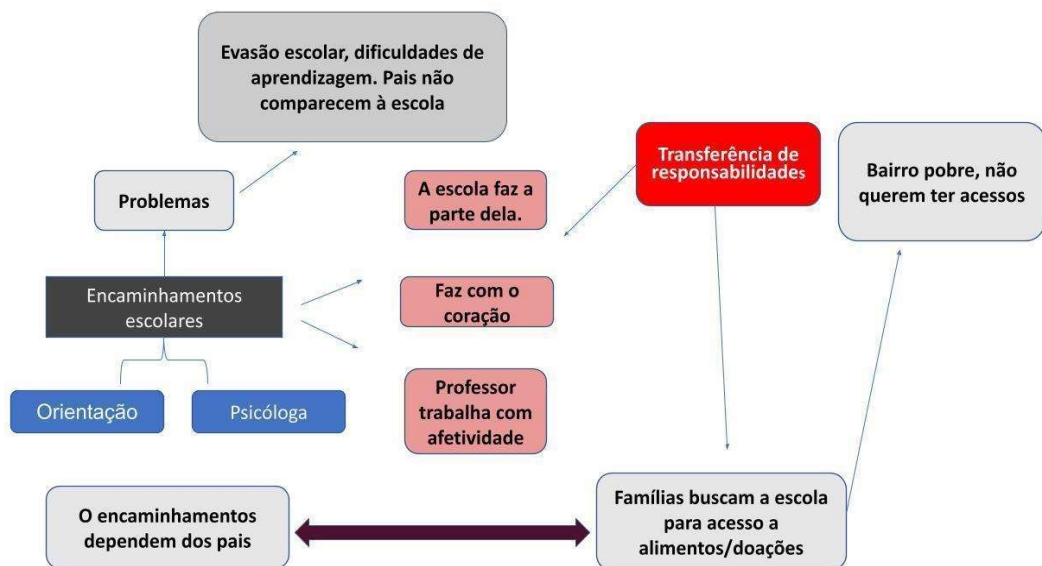 Evasão escolar, dificuldades de
aprendizagem. Pais não
comparecem à escola
Transferência de
responsabilidades
Bairro pobre, não
querem ter acessos
Problemas
A escola faz a
parte dela.
Encaminhamentos
escolares
Faz com o
coração
Orientação
Psicóloga
Professor
trabalha com
afetividade
O encaminhamentos
dependem dos pais
Famílias buscam a escola
para acesso a
alimentos/doações